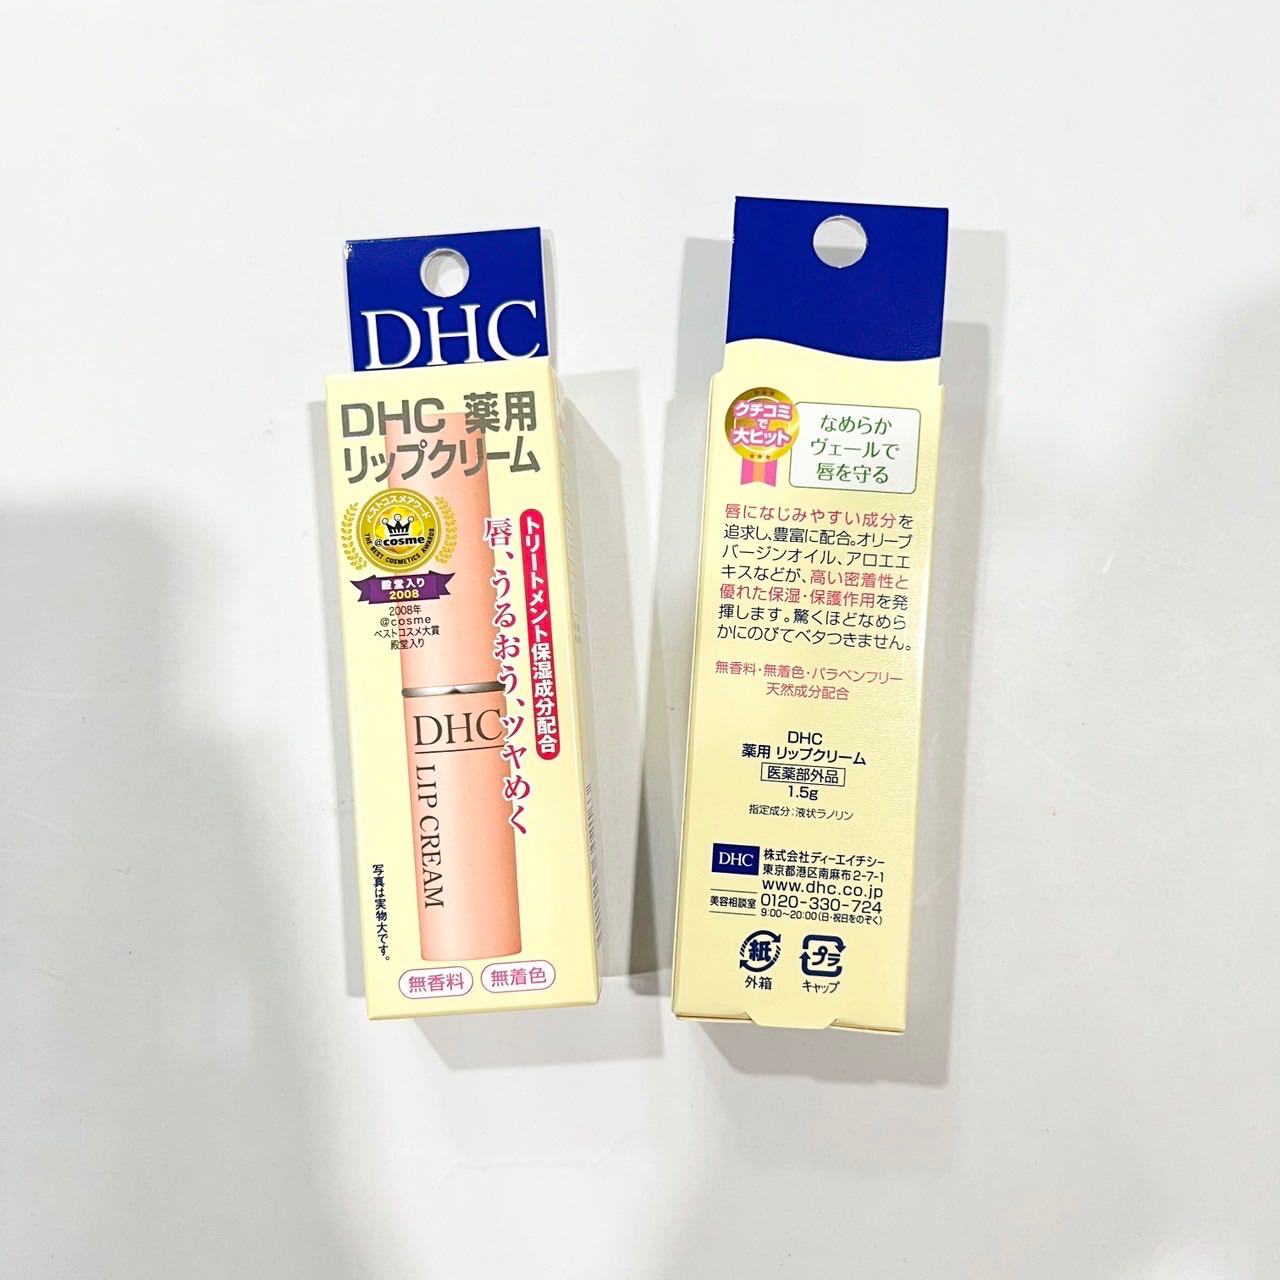 DHC
DHC 薬用
リップクリーム
ベストコスメアワード
@cosme
THE BEST COSMETICS AWARDS
殿堂入り
2008
2008年
@cosme
ベストコスメ大賞
殿堂入り
トリートメント保湿成分配合
唇、うるおう、ツヤめく
DHC
LIP CREAM
写真は実物大です。
無香料
無着色
クチコミ
で
大ヒット
なめらか
ヴェールで
唇を守る
唇になじみやすい成分を
追求し、豊富に配合。オリーブ
バージンオイル、アロエエ
キスなどが、高い密着性と
優れた保湿・保護作用を発
揮します。驚くほどなめら
かにのびてベタつきません。
無香料・無着色・パラベンフリー
天然成分配合
DHC
薬用 リップクリーム
医薬部外品
1.5g
指定成分:液状ラノリン
DHC
株式会社ディーエイチシー
東京都港区南麻布2-7-1
www.dhc.co.jp
美容相談室 0120-330-724
9:00~20:00(日・祝日をのぞく)
紙
外箱
プラ
キャップ